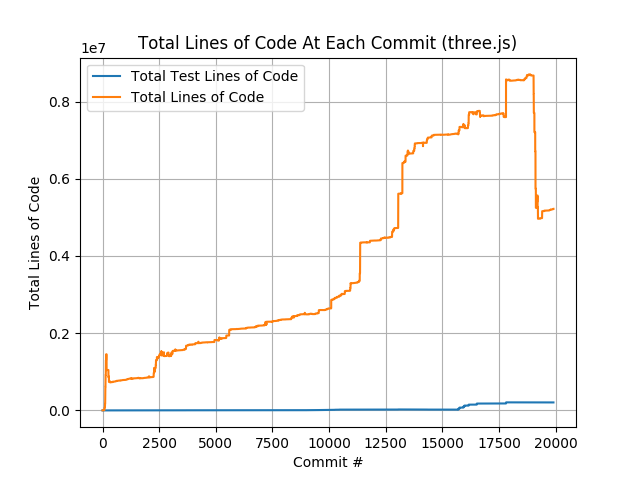 Total Lines of Code At Each Commit (three.js)
1e7
Total Test Lines of Code
Total Lines of Code
0.8
0.6
0.4
0.2
0.0
Total Lines of Code
0 2500 5000 7500 10000 12500 15000 17500 20000
Commit #